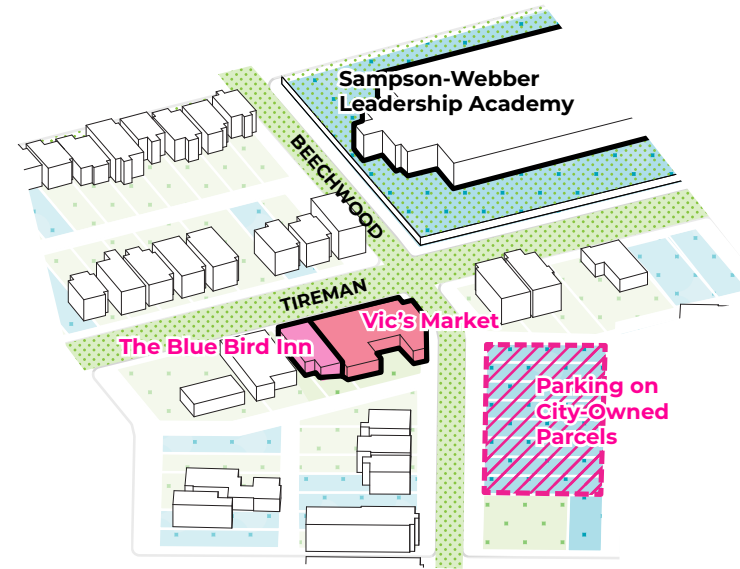 Sampson-Webber
Leadership Academy
BEECHWOOD
TIREMAN
Vic's Market
The Blue Bird Inn
Parking on
City-Owned
Parcels